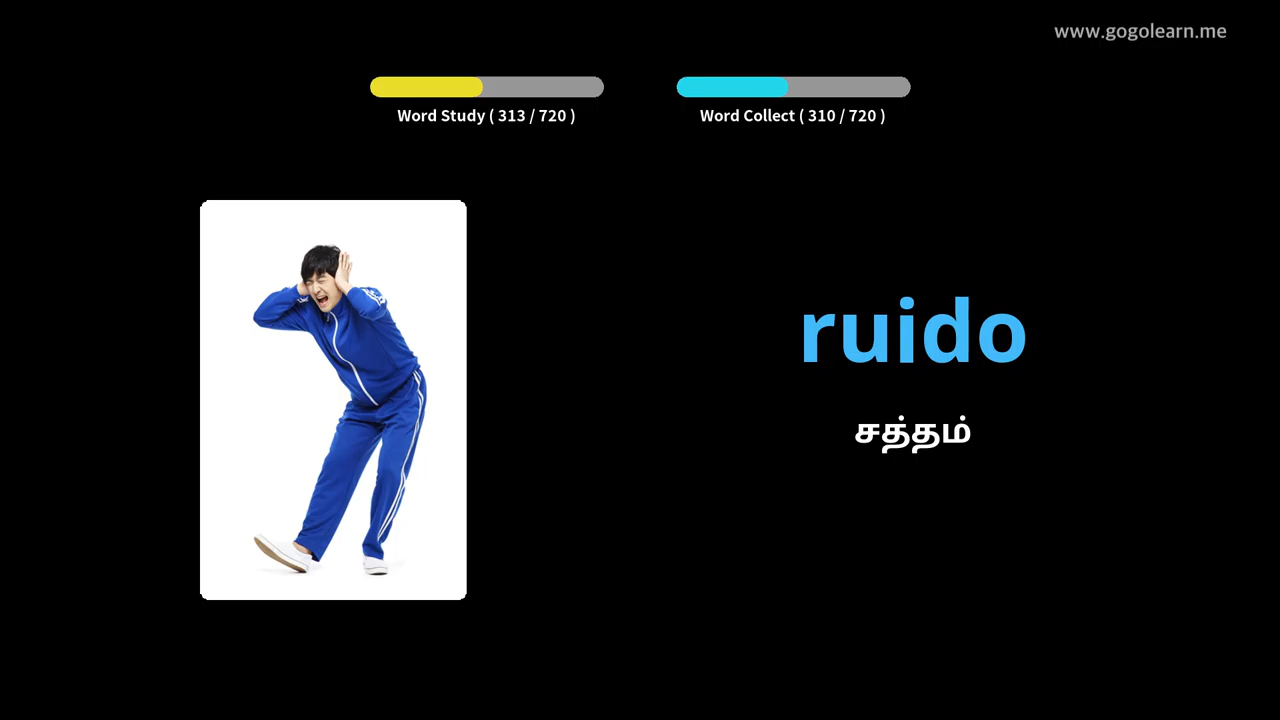 www.gogolearn.me
Word Study ( 313 / 720 )
Word Collect ( 310 / 720 )
ruido
சத்தம்